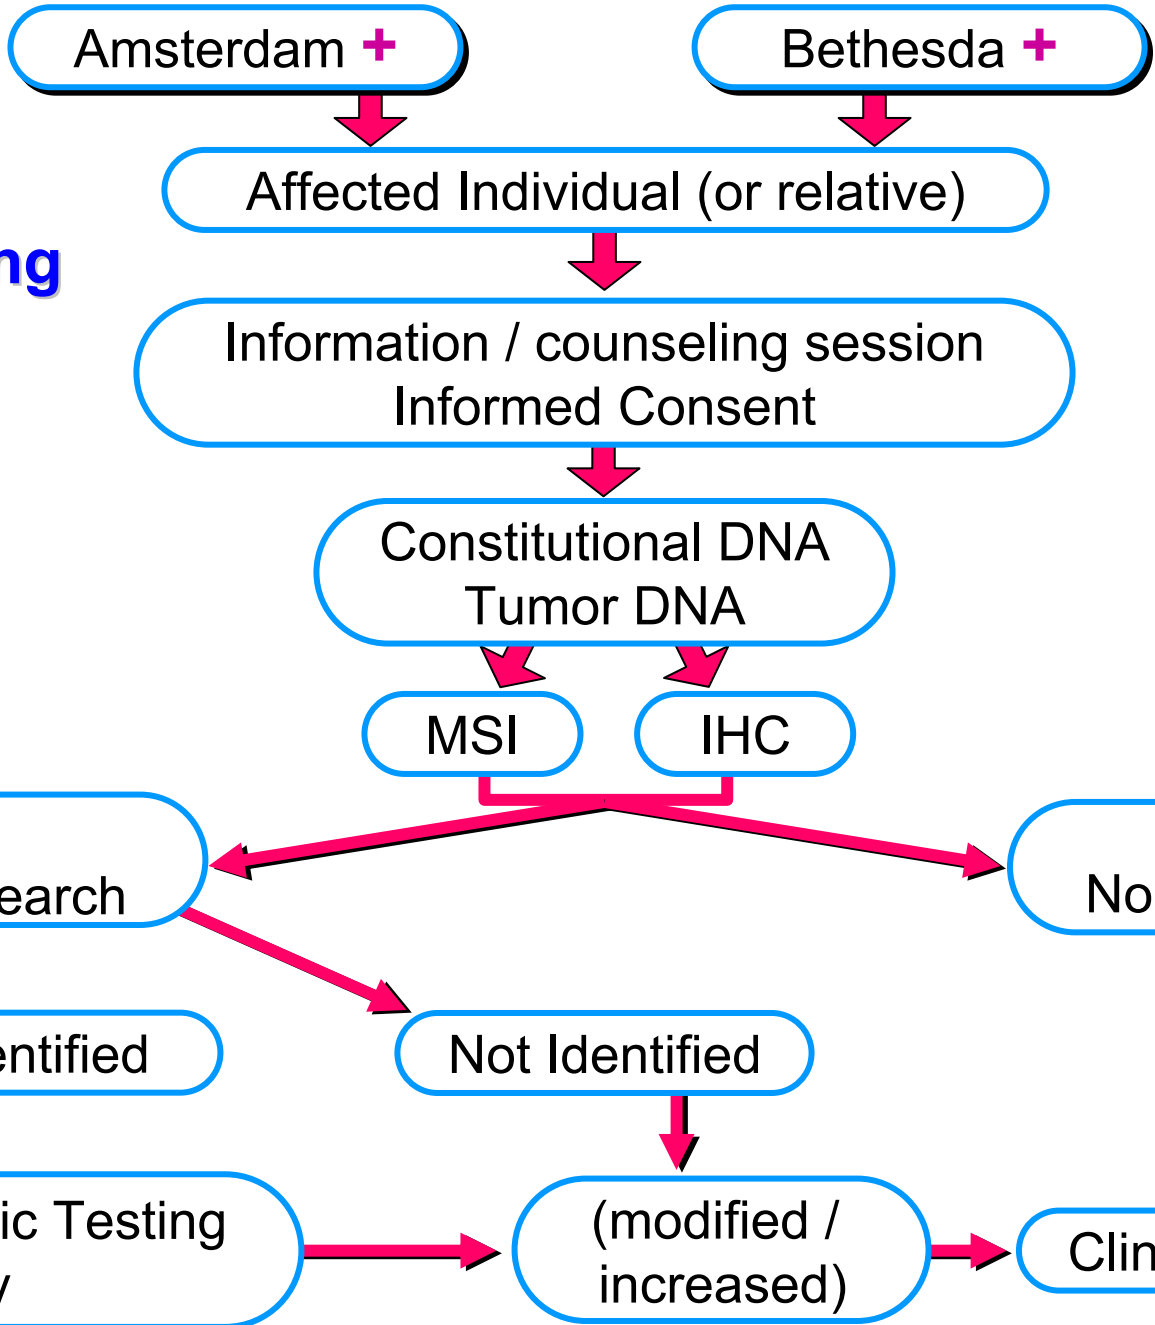 Amsterdam +
Bethesda +
Affected Individual (or relative)
ng
Information / counseling session
Informed Consent
Constitutional DNA
Tumor DNA
MSI
IHC
earch
No
entified
Not Identified
ic Testing
y
(modified /
increased)
Clin